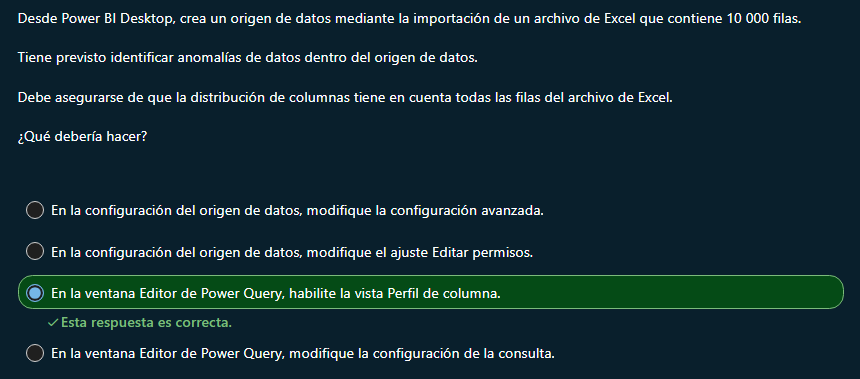 Desde Power BI Desktop, crea un origen de datos mediante la importación de un archivo de Excel que contiene 10 000 filas.
Tiene previsto identificar anomalías de datos dentro del origen de datos.
Debe asegurarse de que la distribución de columnas tiene en cuenta todas las filas del archivo de Excel.
¿Qué debería hacer?
En la configuración del origen de datos, modifique la configuración avanzada.
En la configuración del origen de datos, modifique el ajuste Editar permisos.
En la ventana Editor de Power Query, habilite la vista Perfil de columna.
Esta respuesta es correcta.
En la ventana Editor de Power Query, modifique la configuración de la consulta.